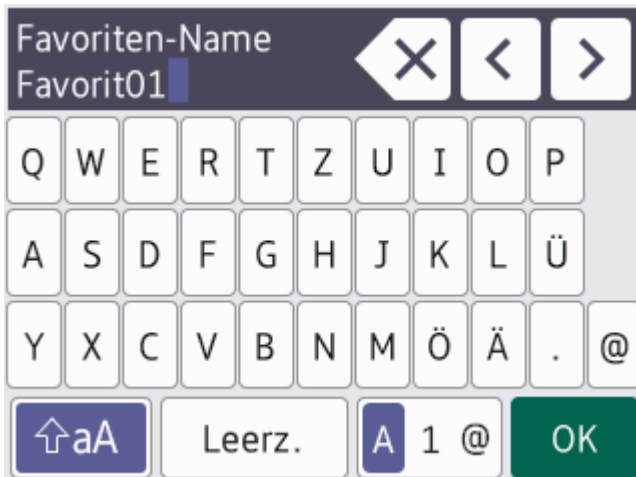 Favoriten-Name
Favorit01
Q W E R T Z U I O P
A S D F G H J K L Ü
Y X C V B N M Ö Ä . @
aA Leerz. A 1 @ OK